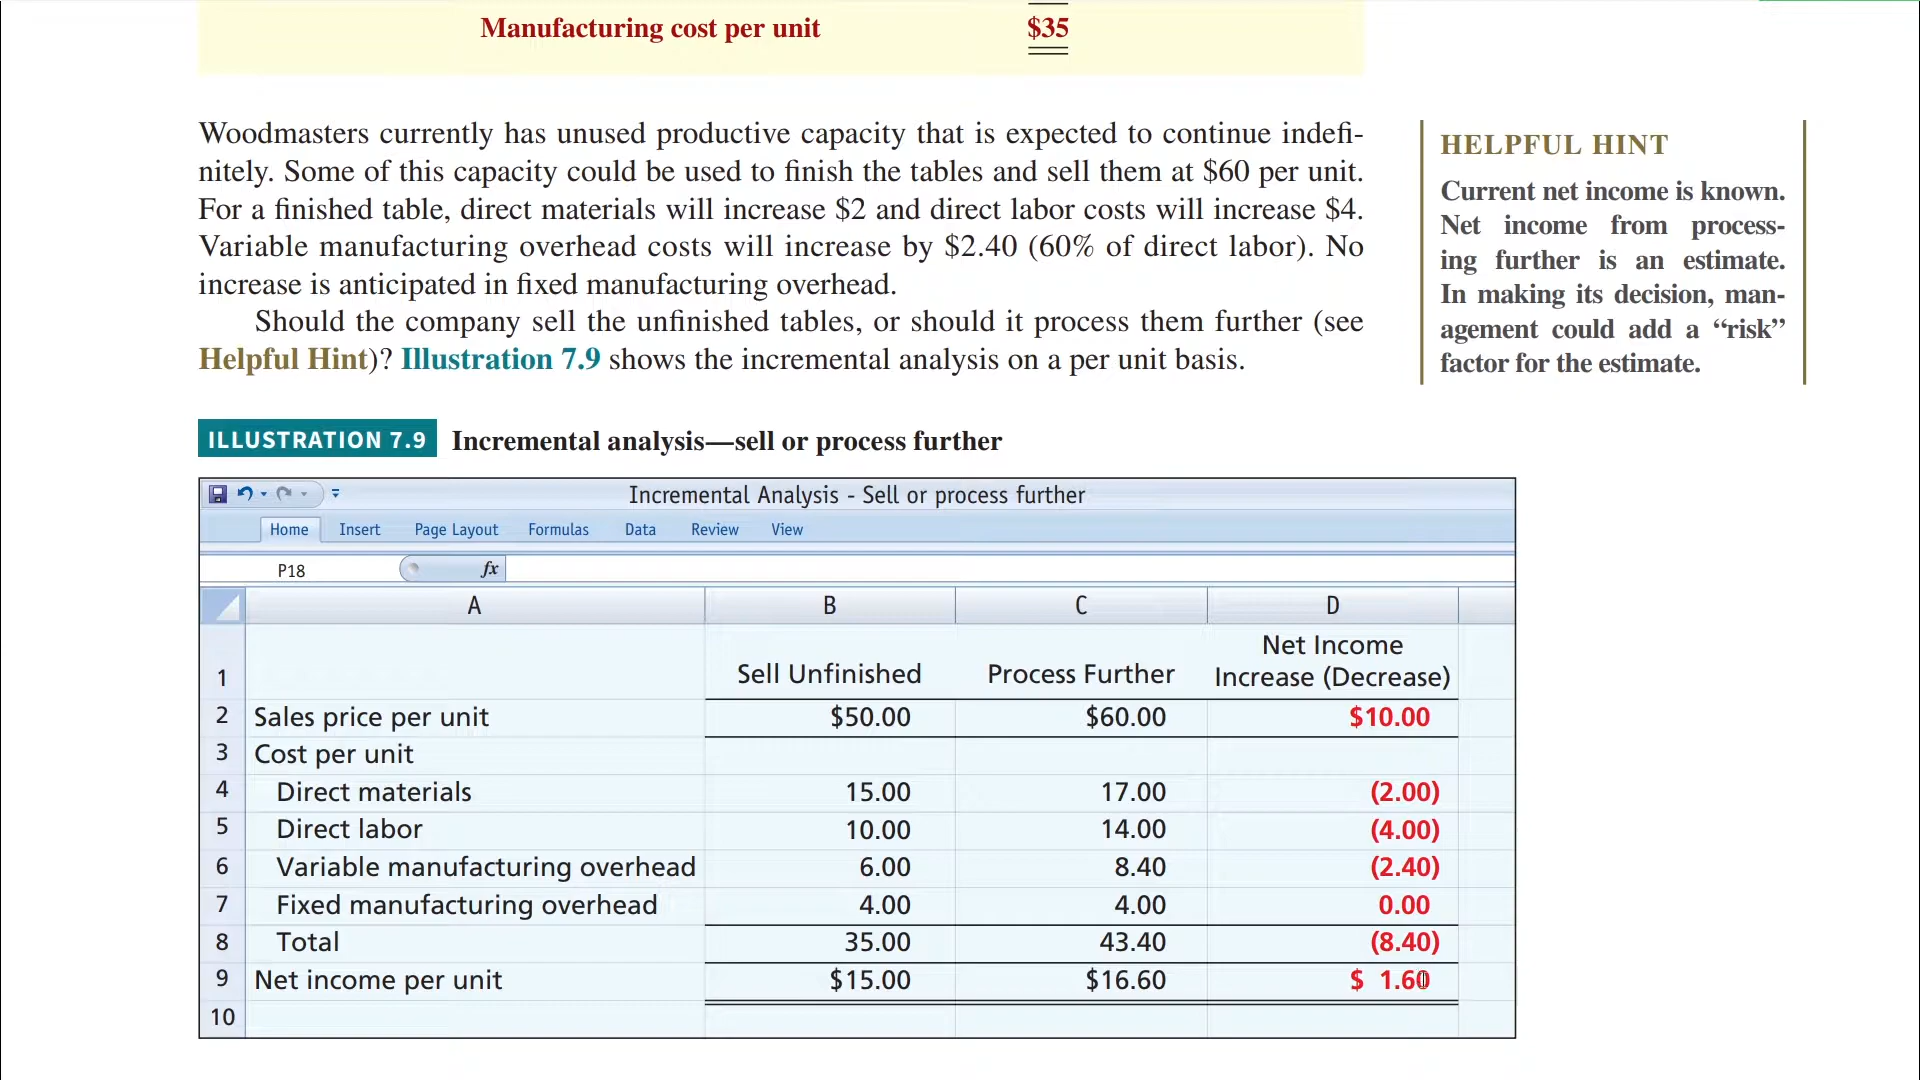 Manufacturing cost per unit $35
Woodmasters currently has unused productive capacity that is expected to continue indefi-
nitely. Some of this capacity could be used to finish the tables and sell them at $60 per unit.
For a finished table, direct materials will increase $2 and direct labor costs will increase $4.
Variable manufacturing overhead costs will increase by $2.40 (60% of direct labor). No
increase is anticipated in fixed manufacturing overhead.
Should the company sell the unfinished tables, or should it process them further (see
Helpful Hint)? Illustration 7.9 shows the incremental analysis on a per unit basis.
HELPFUL HINT
Current net income is known.
Net income from process-
ing further is an estimate.
In making its decision, man-
agement could add a “risk”
factor for the estimate.
ILLUSTRATION 7.9 Incremental analysis—sell or process further
Incremental Analysis - Sell or process further
Home Insert Page Layout Formulas Data Review View
P18 fx
A B C D
Net Income
1 Sell Unfinished Process Further Increase (Decrease)
2 Sales price per unit $50.00 $60.00 $10.00
3 Cost per unit
4 Direct materials 15.00 17.00 (2.00)
5 Direct labor 10.00 14.00 (4.00)
6 Variable manufacturing overhead 6.00 8.40 (2.40)
7 Fixed manufacturing overhead 4.00 4.00 0.00
8 Total 35.00 43.40 (8.40)
9 Net income per unit $15.00 $16.60 $ 1.60
10